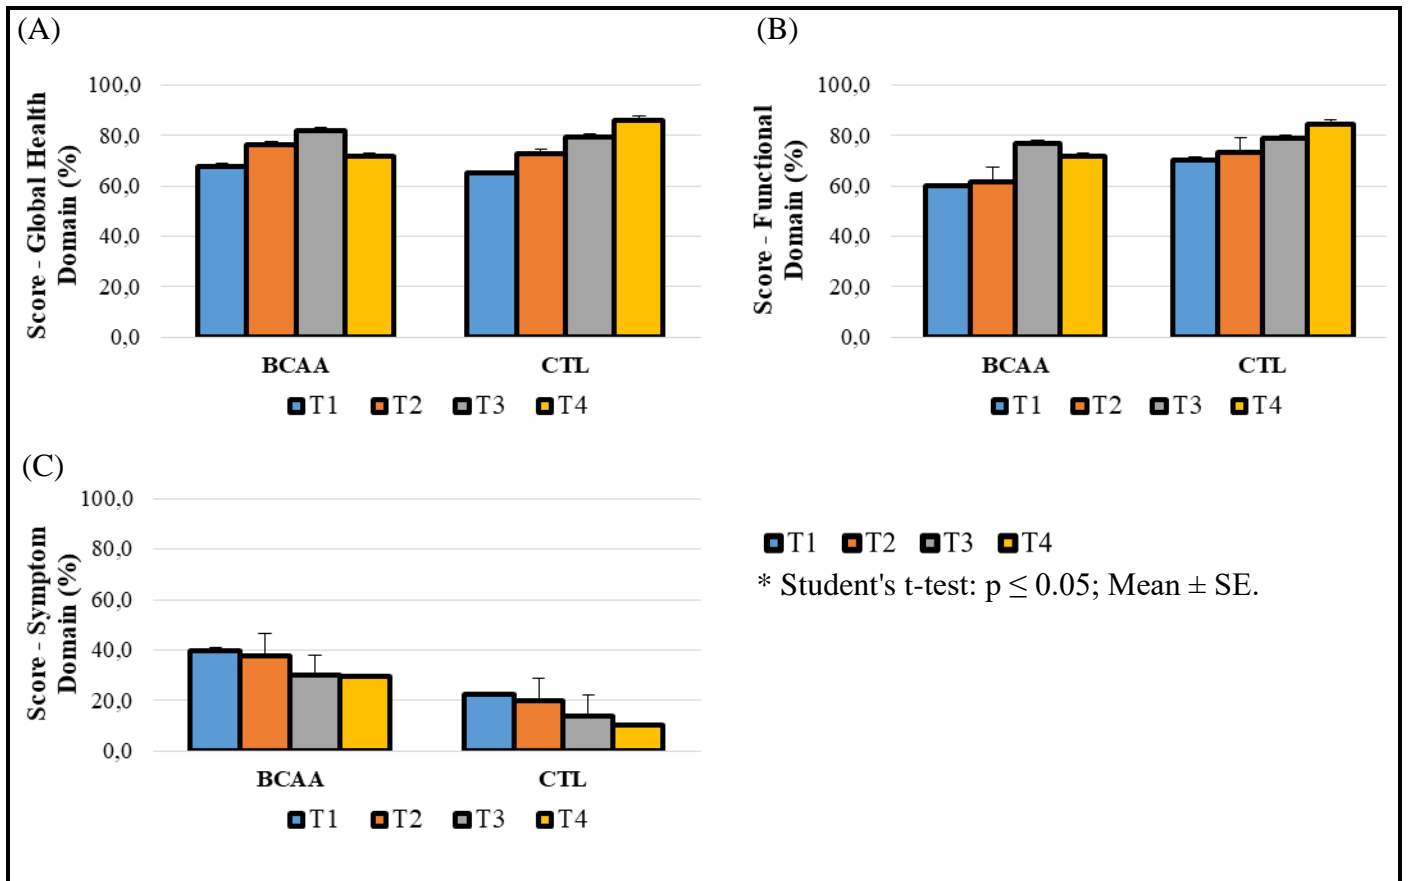 (A)
Score - Global Health
Domain (%)
100,0
80,0
60,0
40,0
20,0
0,0
BCAA CTL
T1 T2 T3 T4
(B)
Score - Functional
Domain (%)
100,0
80,0
60,0
40,0
20,0
0,0
BCAA CTL
T1 T2 T3 T4
(C)
Score - Symptom
Domain (%)
100,0
80,0
60,0
40,0
20,0
0,0
BCAA CTL
T1 T2 T3 T4
T1 T2 T3 T4
* Student's t-test: p ≤ 0.05; Mean ± SE.